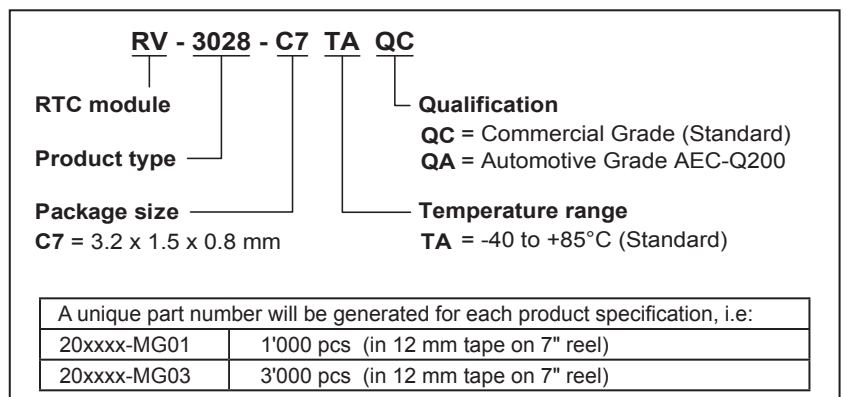 RV - 3028 - C7 TA QC
RTC module
Product type
Package size
C7 = 3.2 x 1.5 x 0.8 mm
Qualification
QC = Commercial Grade (Standard)
QA = Automotive Grade AEC-Q200
Temperature range
TA = -40 to +85°C (Standard)
A unique part number will be generated for each product specification, i.e:
20xxxx-MG01 1'000 pcs (in 12 mm tape on 7" reel)
20xxxx-MG03 3'000 pcs (in 12 mm tape on 7" reel)